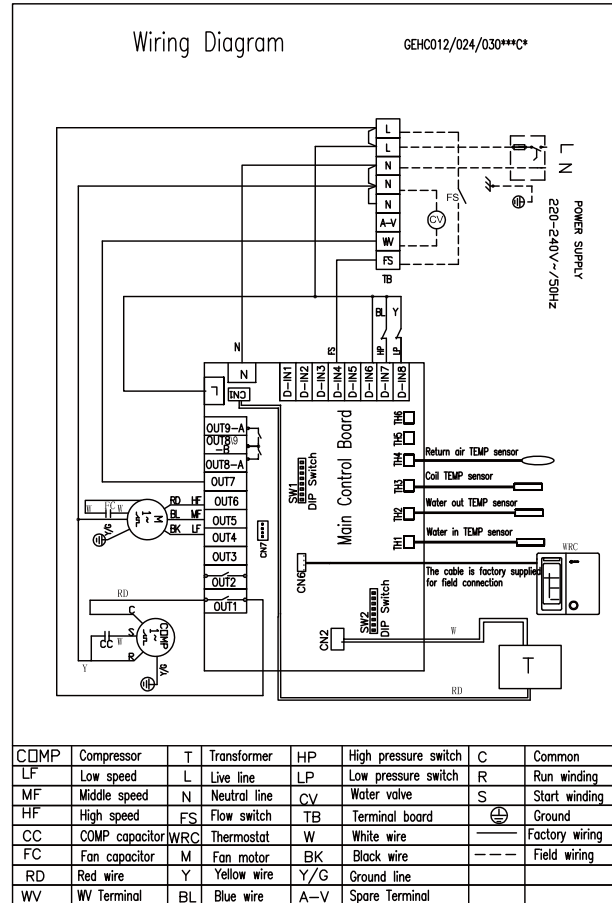 Wiring Diagram
GEHC012/024/030***C*
L
L
N
N
N
A-V
WV
FS
TB
FS
CV
L N
POWER SUPPLY
220-240V~/50Hz
BL Y
HP LP
N
FS
L
N
CN1
D-IN1
D-IN2
D-IN3
D-IN4
D-IN5
D-IN6
D-IN7
D-IN8
OUT9-A
OUT8\9
-B
OUT8-A
OUT7
OUT6
OUT5
OUT4
OUT3
OUT2
OUT1
CN7
SW1
DIP Switch
Main Control Board
TH6
TH5
TH4
TH3
TH2
TH1
Return air TEMP sensor
Coil TEMP sensor
Water out TEMP sensor
Water in TEMP sensor
WRC
The cable is factory supplied
for field connection
CN6
SW2
DIP Switch
CN2
W
T
RD
W
FC
W
M
1~
RD HF
BL MF
BK LF
Y/G
RD
C
S
R
CC
W
COMP
1~
Y
Y/G
COMP Compressor T Transformer HP High pressure switch C Common
LF Low speed L Live line LP Low pressure switch R Run winding
MF Middle speed N Neutral line CV Water valve S Start winding
HF High speed FS Flow switch TB Terminal board Ground
CC COMP capacitor WRC Thermostat W White wire Factory wiring
FC Fan capacitor M Fan motor BK Black wire Field wiring
RD Red wire Y Yellow wire Y/G Ground line
WV WV Terminal BL Blue wire A-V Spare Terminal